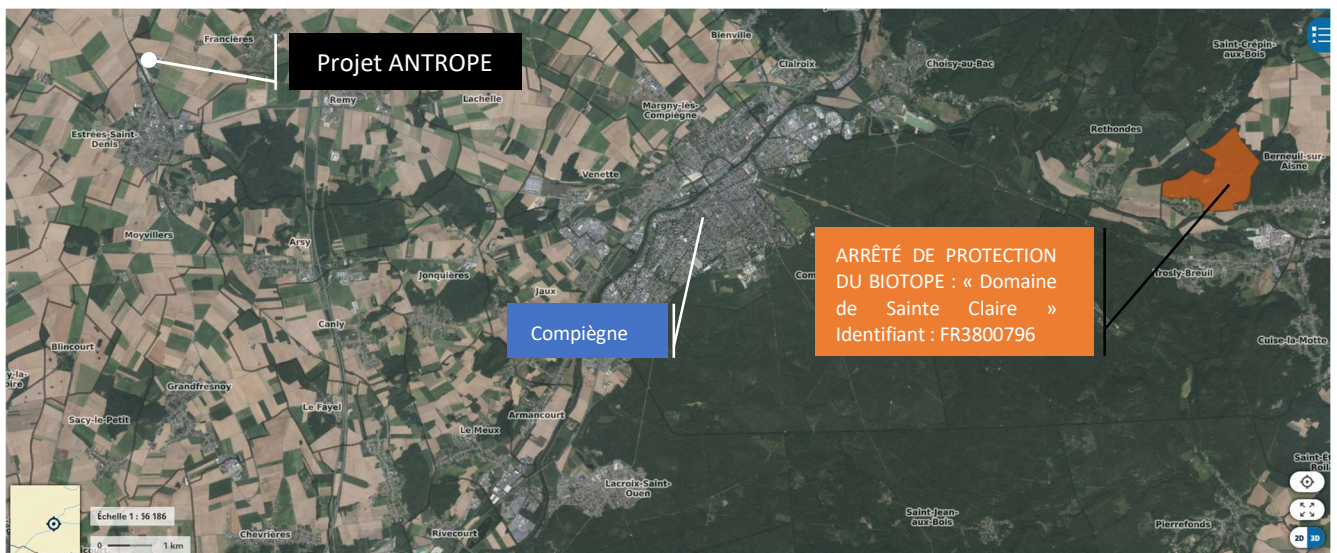 Francières
Bienville
Saint-Crépin-
aux-Bois
Projet ANTROPE
Clairoix
Choisy-au-Bac
Remy
Lachelle
Margny-lès-
Compiègne
Estrées-Saint-
Denis
Rethondes
Berneuil-sur-
Aisne
Venette
Moyvillers
Arsy
ARRÊTÉ DE PROTECTION
DU BIOTOPE : « Domaine
de Sainte Claire »
Identifiant : FR3800796
Trosly-Breuil
Jonquières
Jaux
Compiègne
Canly
Blincourt
Cuise-la-Motte
Grandfresnoy
Le Fayel
Armancourt
Sacy-le-Petit
Le Meux
Lacroix-Saint-
Ouen
Échelle 1 : 56 186
Saint-Jean-
aux-Bois
Pierrefonds
Chevrières
Rivecourt
0 1 km
2D 3D